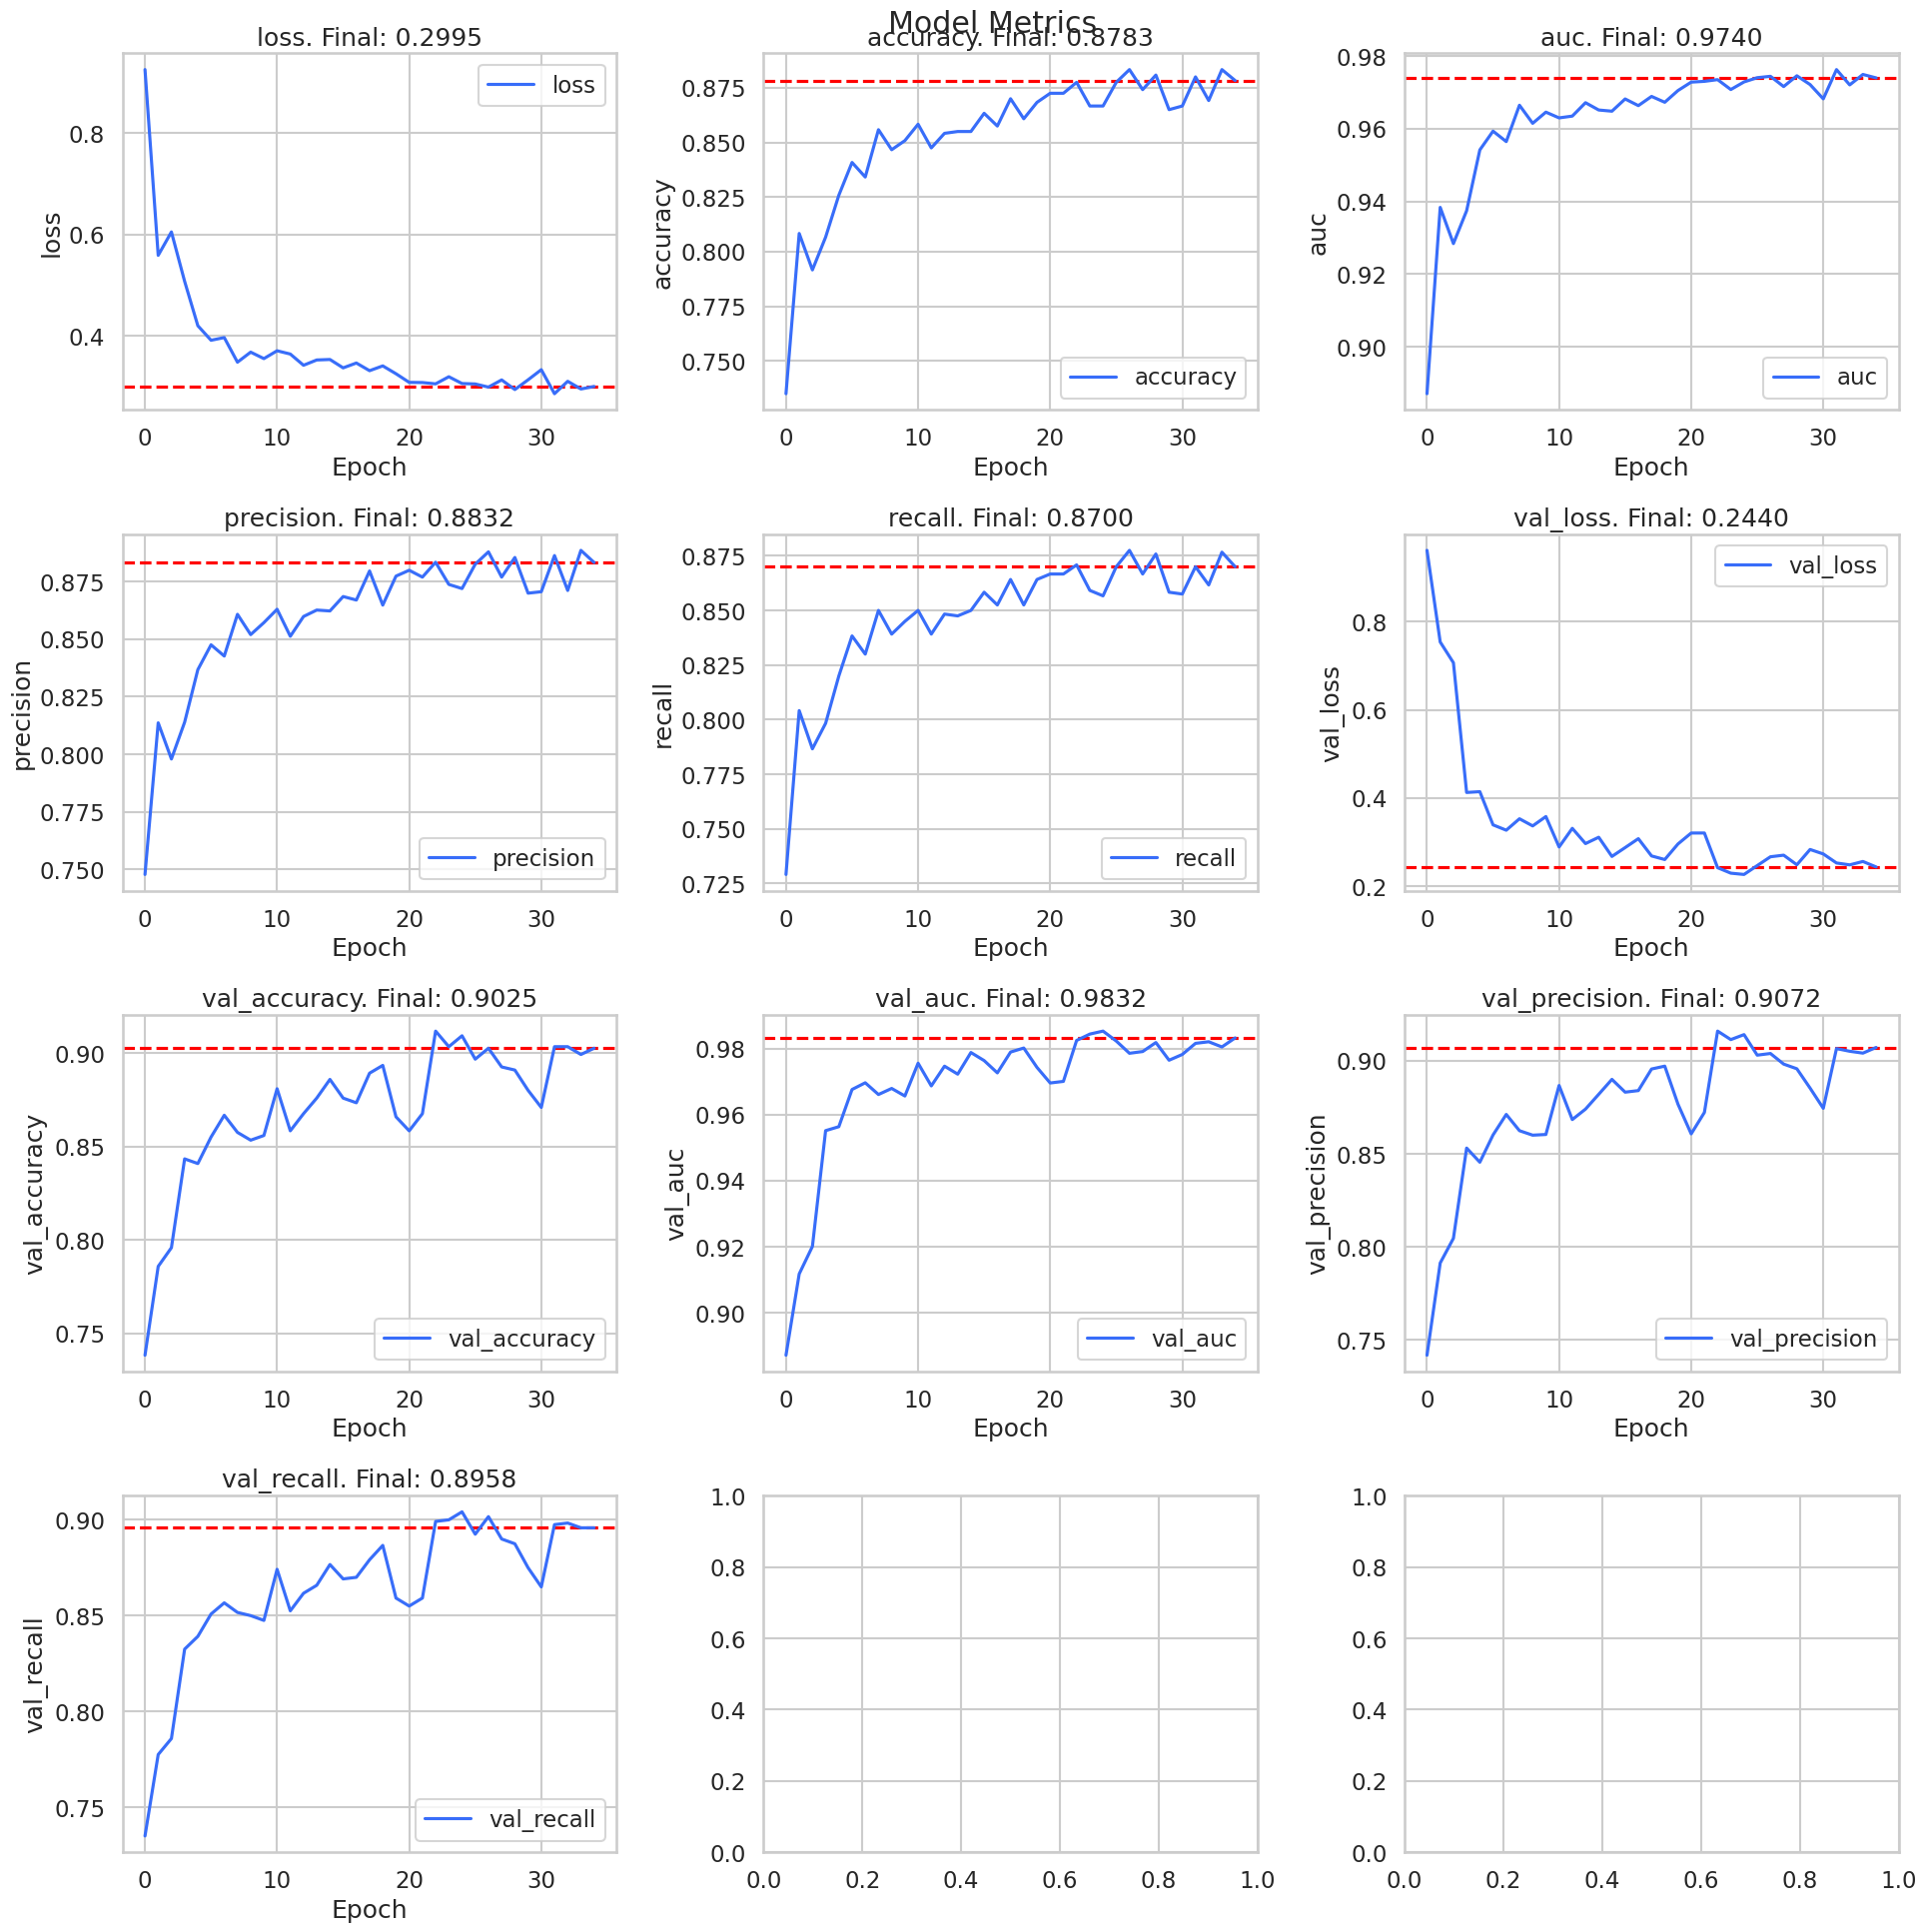 Model Metrics
loss. Final: 0.2995
loss
0.8
0.6
0.4
loss
0
10
20
30
Epoch
accuracy. Final: 0.8783
accuracy
0.875
0.850
0.825
0.800
0.775
0.750
accuracy
0
10
20
30
Epoch
auc. Final: 0.9740
auc
0.98
0.96
0.94
0.92
0.90
auc
0
10
20
30
Epoch
precision. Final: 0.8832
precision
0.875
0.850
0.825
0.800
0.775
0.750
precision
0
10
20
30
Epoch
recall. Final: 0.8700
recall
0.875
0.850
0.825
0.800
0.775
0.750
0.725
recall
0
10
20
30
Epoch
val_loss. Final: 0.2440
val_loss
0.8
0.6
0.4
0.2
val_loss
0
10
20
30
Epoch
val_accuracy. Final: 0.9025
val_accuracy
0.90
0.85
0.80
0.75
val_accuracy
0
10
20
30
Epoch
val_auc. Final: 0.9832
val_auc
0.98
0.96
0.94
0.92
0.90
val_auc
0
10
20
30
Epoch
val_precision. Final: 0.9072
val_precision
0.90
0.85
0.80
0.75
val_precision
0
10
20
30
Epoch
val_recall. Final: 0.8958
val_recall
0.90
0.85
0.80
0.75
val_recall
0
10
20
30
Epoch
1.0
0.8
0.6
0.4
0.2
0.0
0.0
0.2
0.4
0.6
0.8
1.0
1.0
0.8
0.6
0.4
0.2
0.0
0.0
0.2
0.4
0.6
0.8
1.0